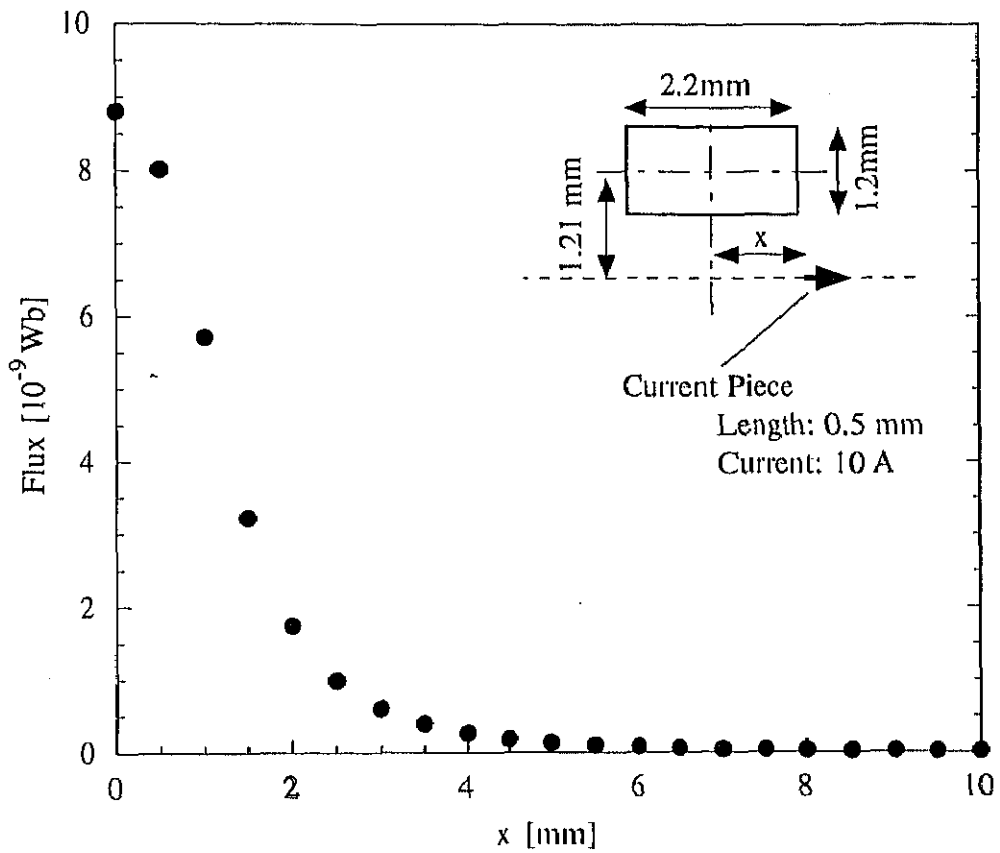 10
8
6
4
2
0
Flux [10⁻⁹ Wb]
0 2 4 6 8 10
x [mm]
2.2mm
1.2mm
1.21 mm
x
Current Piece
Length: 0.5 mm
Current: 10 A